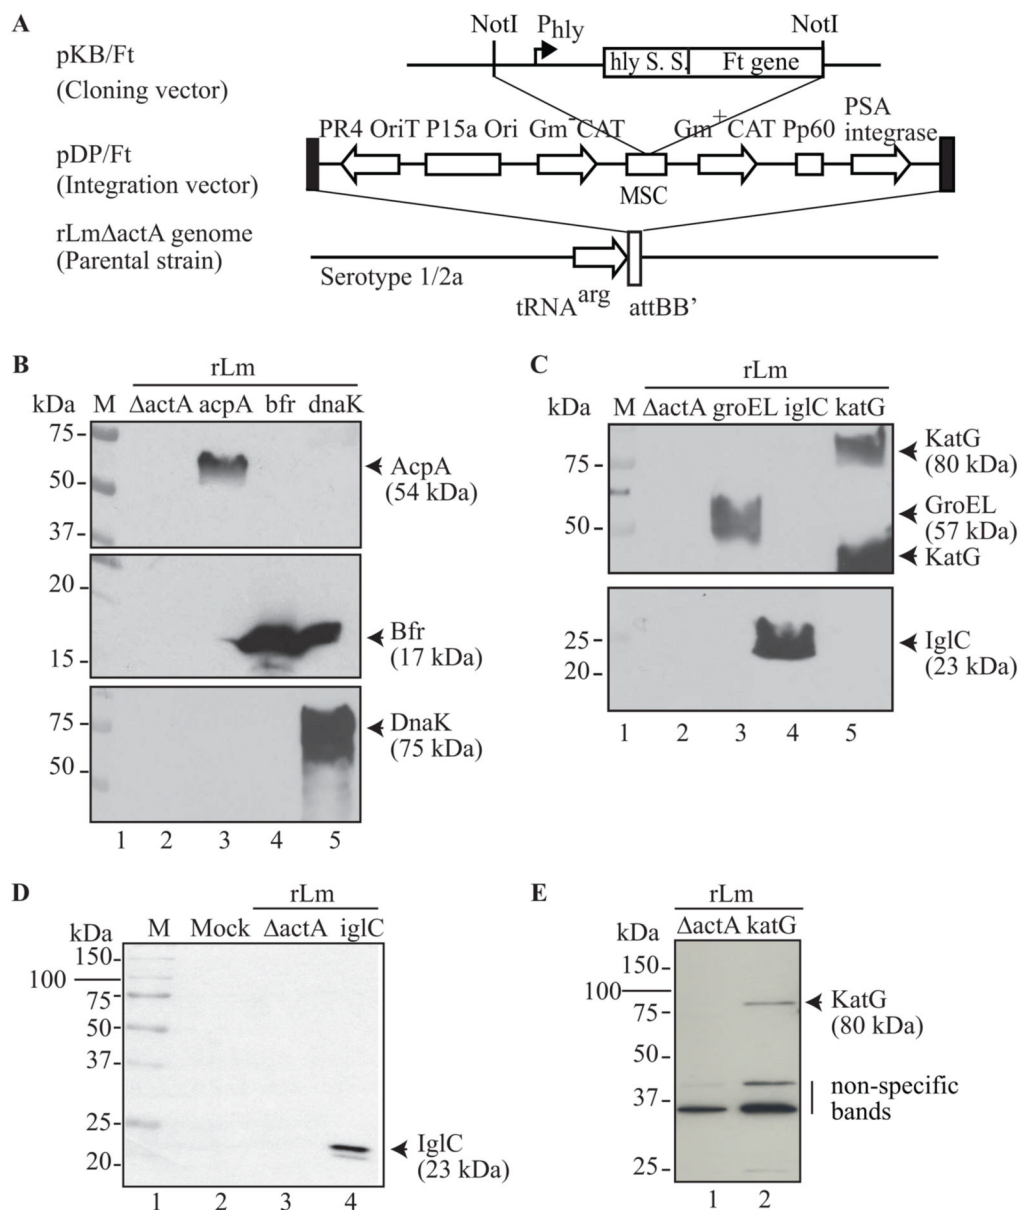 A
NotI
P hly
NotI
pKB/Ft
(Cloning vector)
hly S. S.
Ft gene
PR4 OriT P15a Ori Gm- CAT Gm+ CAT Pp60
PSA
integrase
pDP/Ft
(Integration vector)
MSC
rLmΔactA genome
(Parental strain)
Serotype 1/2a
tRNA arg
attBB’
B
rLm
kDa M ΔactA acpA bfr dnaK
75
50
37
AcpA
(54 kDa)
20
15
Bfr
(17 kDa)
75
50
DnaK
(75 kDa)
1 2 3 4 5
C
rLm
kDa M ΔactA groEL iglC katG
75
50
KatG
(80 kDa)
GroEL
(57 kDa)
KatG
25
20
IglC
(23 kDa)
1 2 3 4 5
D
rLm
kDa M Mock ΔactA iglC
150
100
75
50
37
25
20
IglC
(23 kDa)
1 2 3 4
E
rLm
kDa ΔactA katG
150
100
75
50
37
25
KatG
(80 kDa)
non-specific
bands
1 2